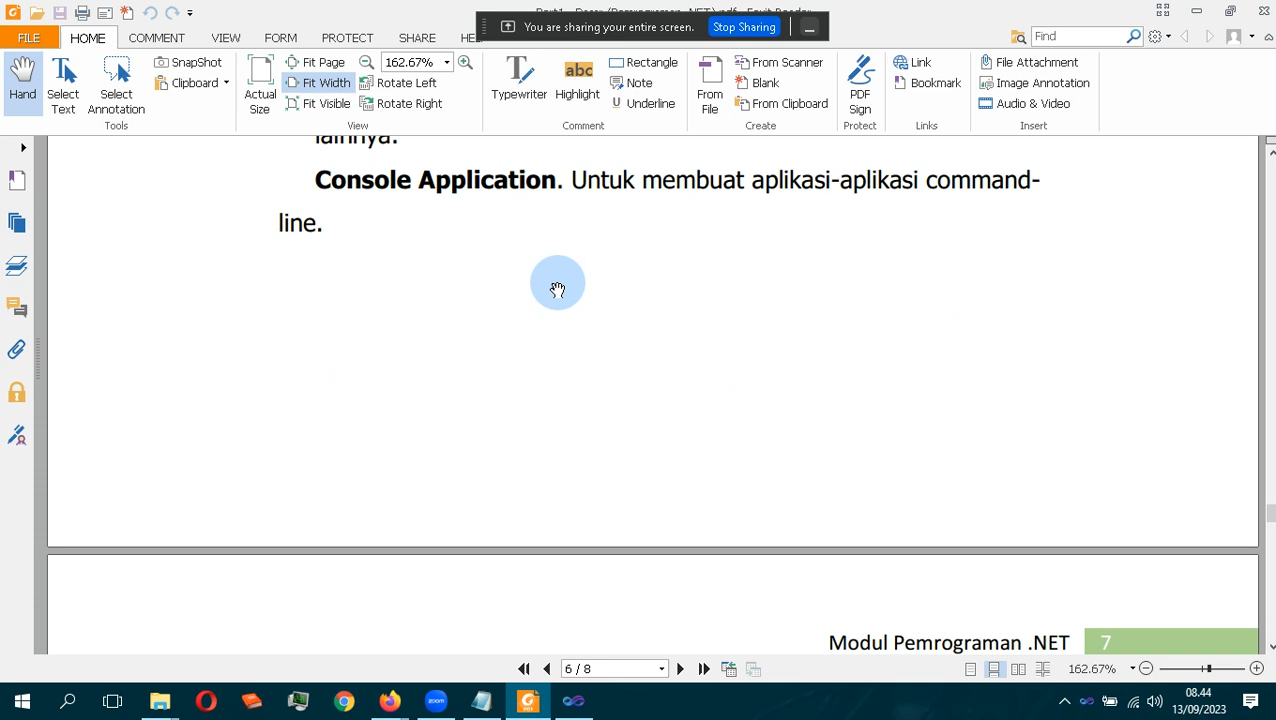 You are sharing your entire screen.
Stop Sharing
FILE
HOME
COMMENT
VIEW
FORM
PROTECT
SHARE
Find
Hand
Select
Text
Select
Annotation
SnapShot
Clipboard
Tools
Actual
Size
Fit Page
Fit Width
Fit Visible
162.67%
Rotate Left
Rotate Right
View
Typewriter
Highlight
Rectangle
Note
Underline
Comment
From
File
From Scanner
Blank
From Clipboard
Create
PDF
Sign
Protect
Link
Bookmark
Links
File Attachment
Image Annotation
Audio & Video
Insert
lainnya.
Console Application. Untuk membuat aplikasi-aplikasi command-
line.
Modul Pemrograman .NET 7
6 / 8
162.67%
zoom
08.44
13/09/2023